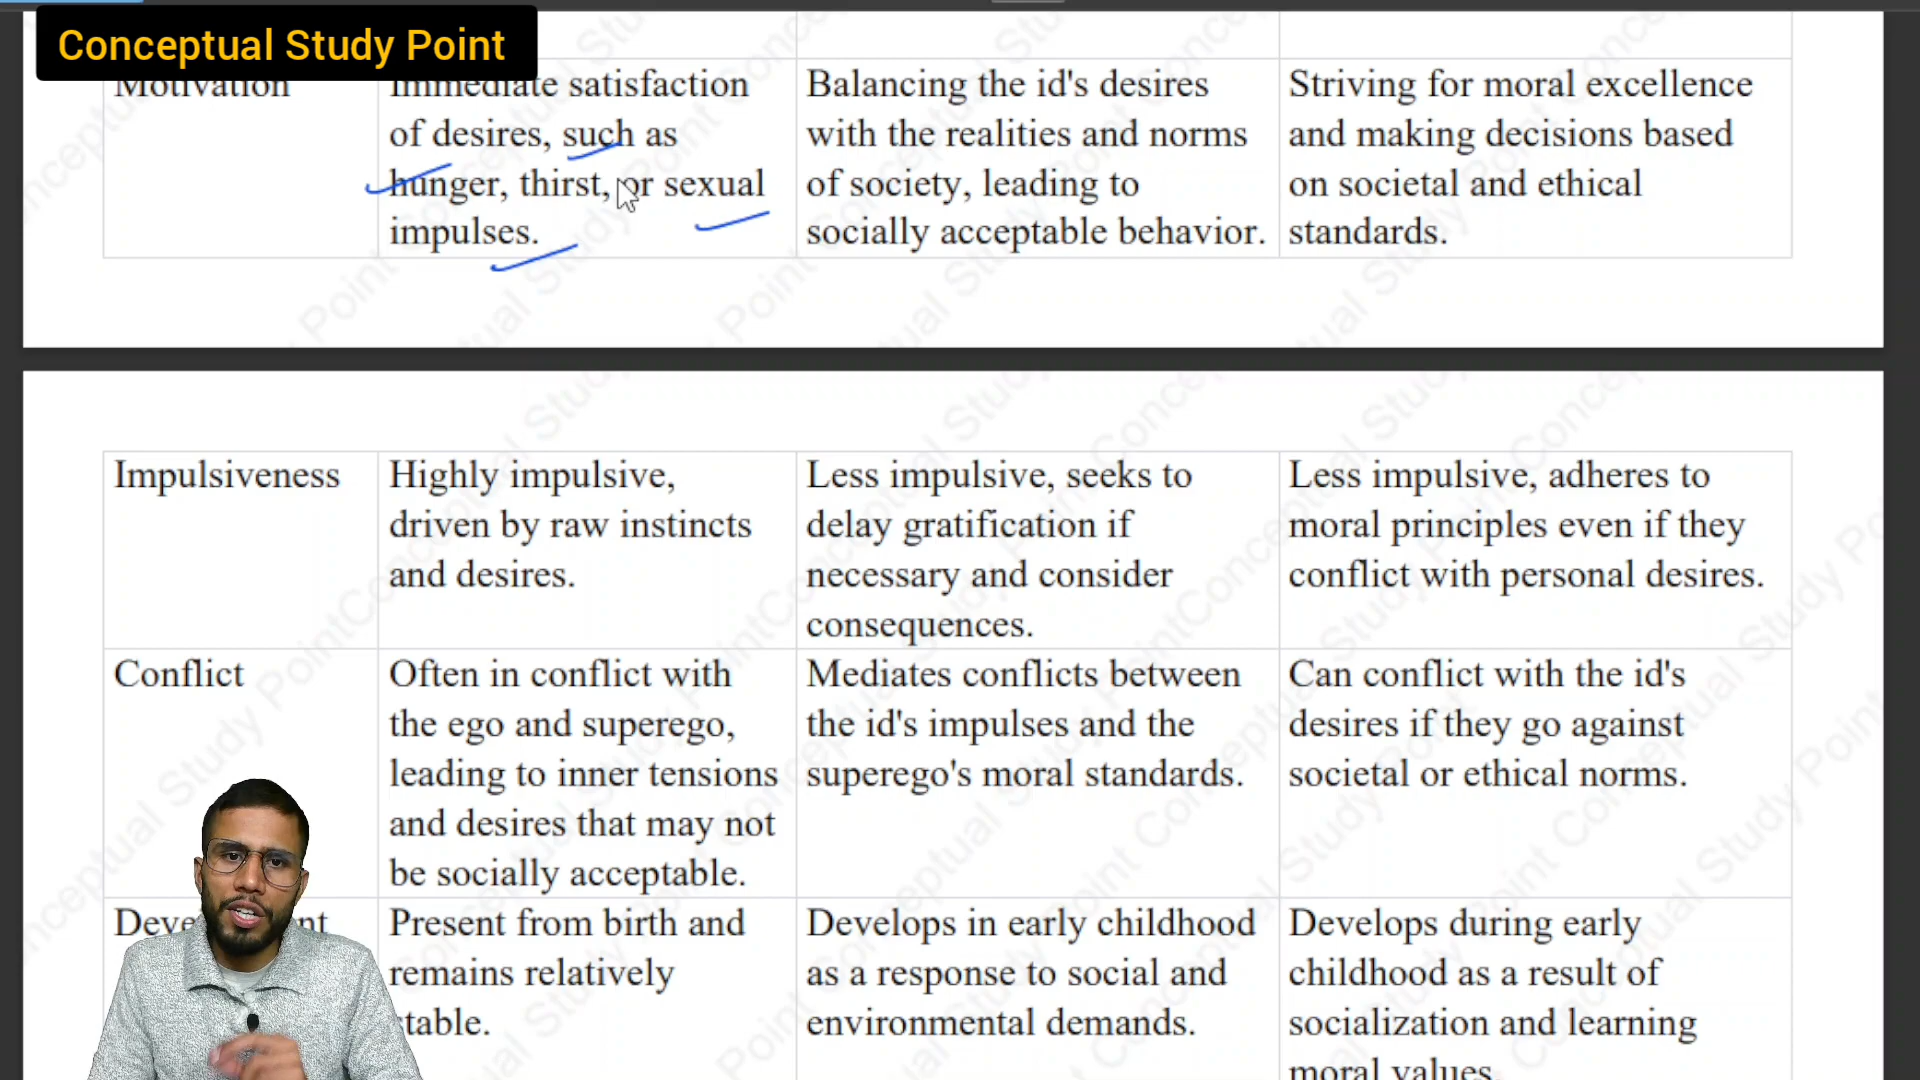 Conceptual Study Point
Motivation
Immediate satisfaction
of desires, such as
hunger, thirst, or sexual
impulses.
Balancing the id's desires
with the realities and norms
of society, leading to
socially acceptable behavior.
Striving for moral excellence
and making decisions based
on societal and ethical
standards.
Impulsiveness
Highly impulsive,
driven by raw instincts
and desires.
Less impulsive, seeks to
delay gratification if
necessary and consider
consequences.
Less impulsive, adheres to
moral principles even if they
conflict with personal desires.
Conflict
Often in conflict with
the ego and superego,
leading to inner tensions
and desires that may not
be socially acceptable.
Mediates conflicts between
the id's impulses and the
superego's moral standards.
Can conflict with the id's
desires if they go against
societal or ethical norms.
Present from birth and
remains relatively
stable.
Develops in early childhood
as a response to social and
environmental demands.
Develops during early
childhood as a result of
socialization and learning
moral values.